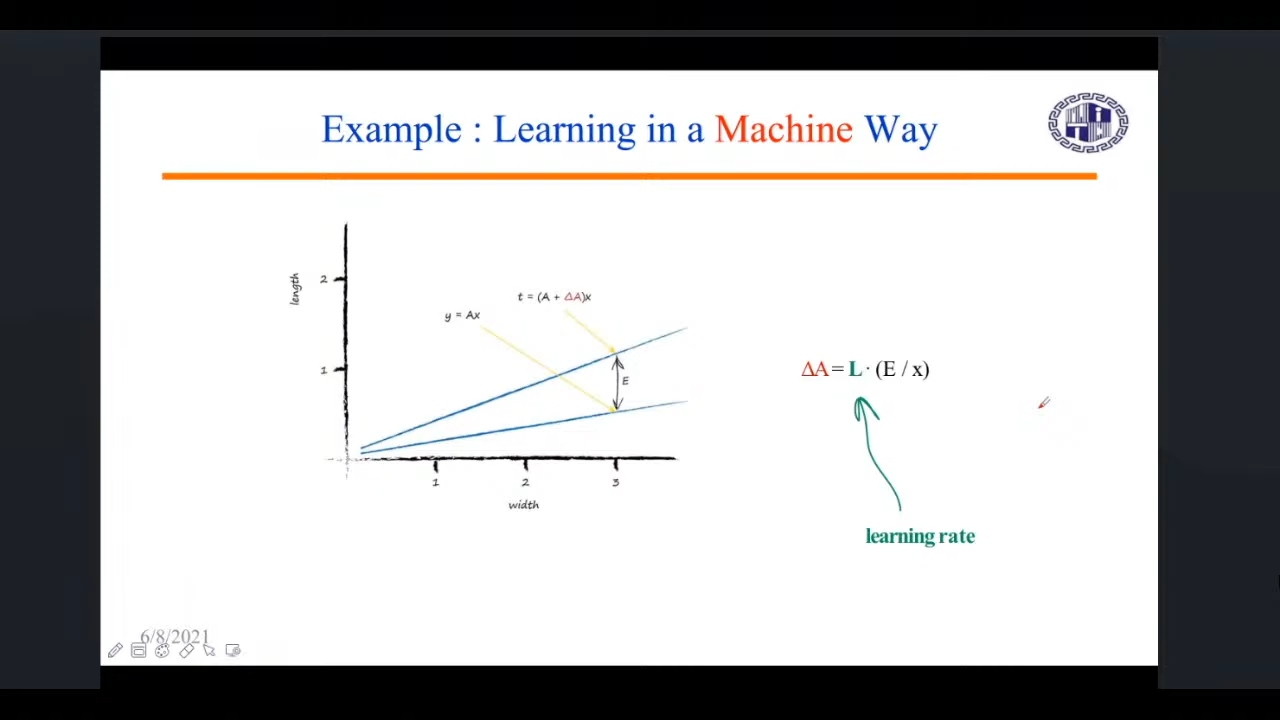 Example : Learning in a Machine Way
length
2
1
t = (A + ΔA)x
y = Ax
E
1
2
3
width
ΔA = L · (E / x)
learning rate
6/8/2021